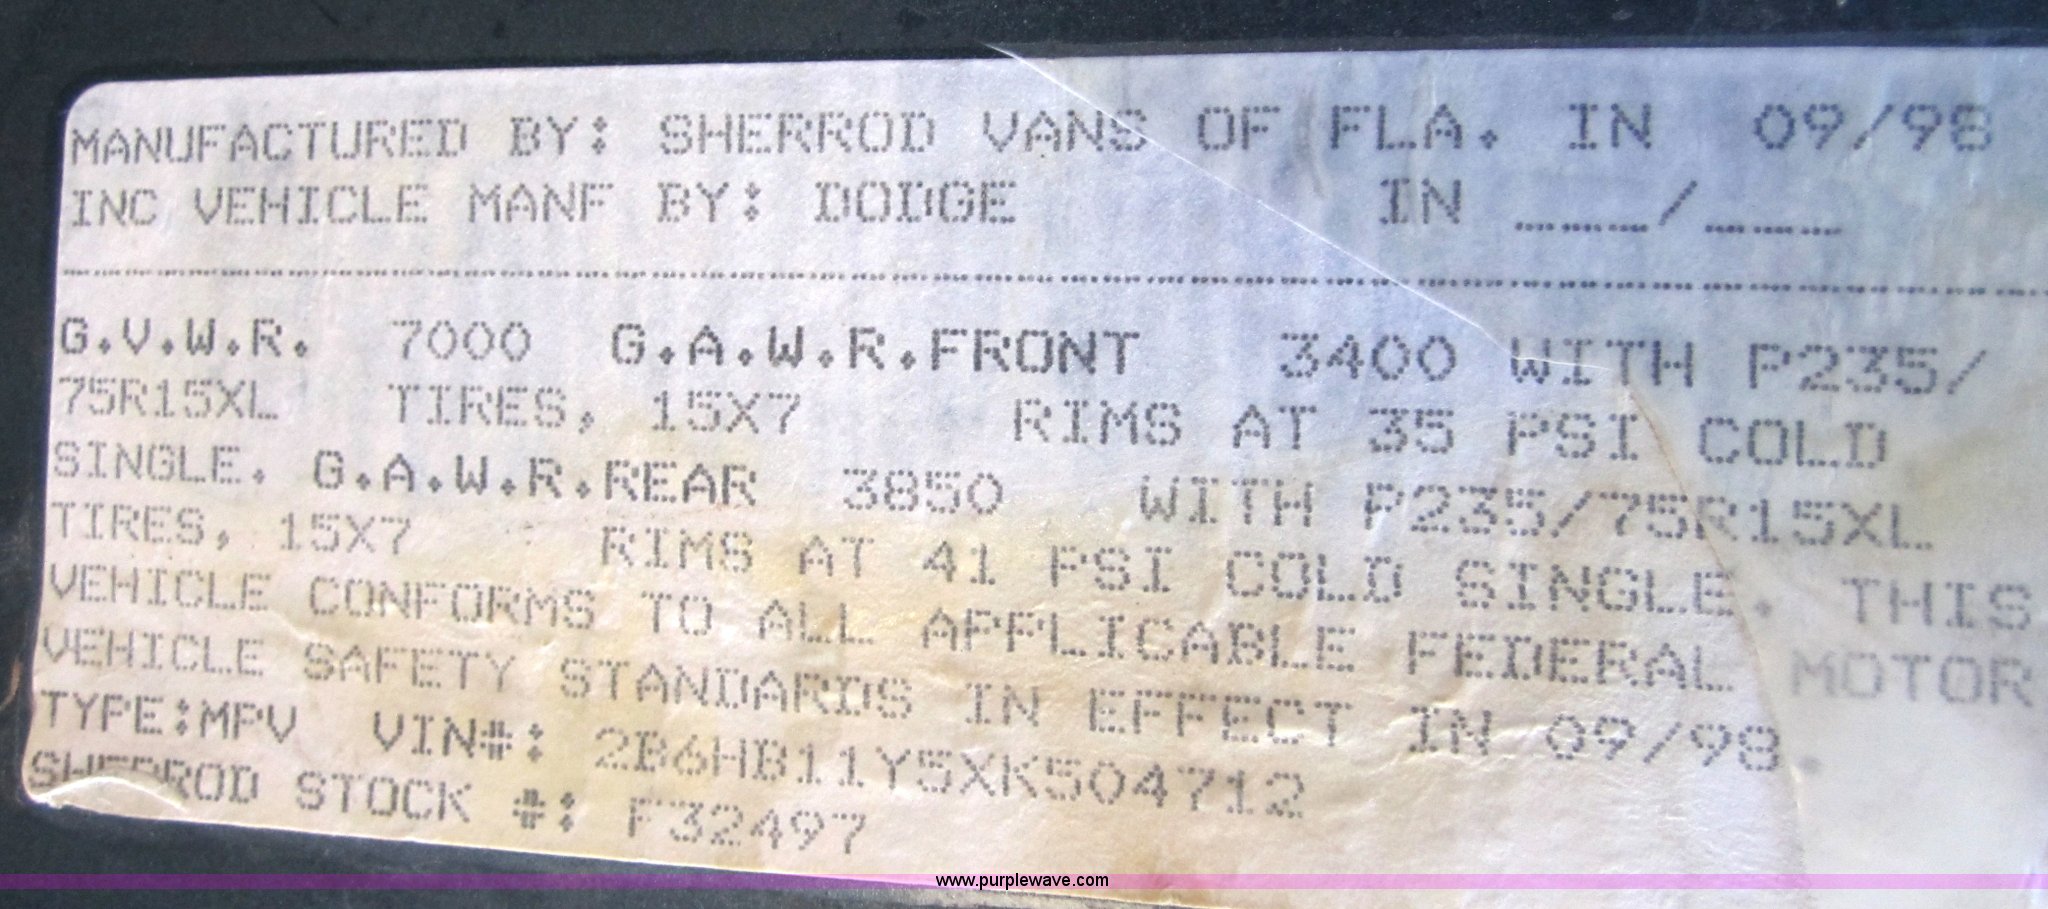 MANUFACTURED BY: SHERROD VANS OF FLA. IN 09/98
INC VEHICLE MANF BY: DODGE IN ___/___
G.V.W.R. 7000 G.A.W.R.FRONT 3400 WITH P235/
75R15XL TIRES, 15X7 RIMS AT 35 PSI COLD
SINGLE. G.A.W.R.REAR 3850 WITH P235/75R15XL
TIRES, 15X7 RIMS AT 41 PSI COLD SINGLE. THIS
VEHICLE CONFORMS TO ALL APPLICABLE FEDERAL MOTOR
VEHICLE SAFETY STANDARDS IN EFFECT IN 09/98.
TYPE:MPV VIN#: 2B6HB11Y5XK504712
SHERROD STOCK #: F32497
www.purplewave.com